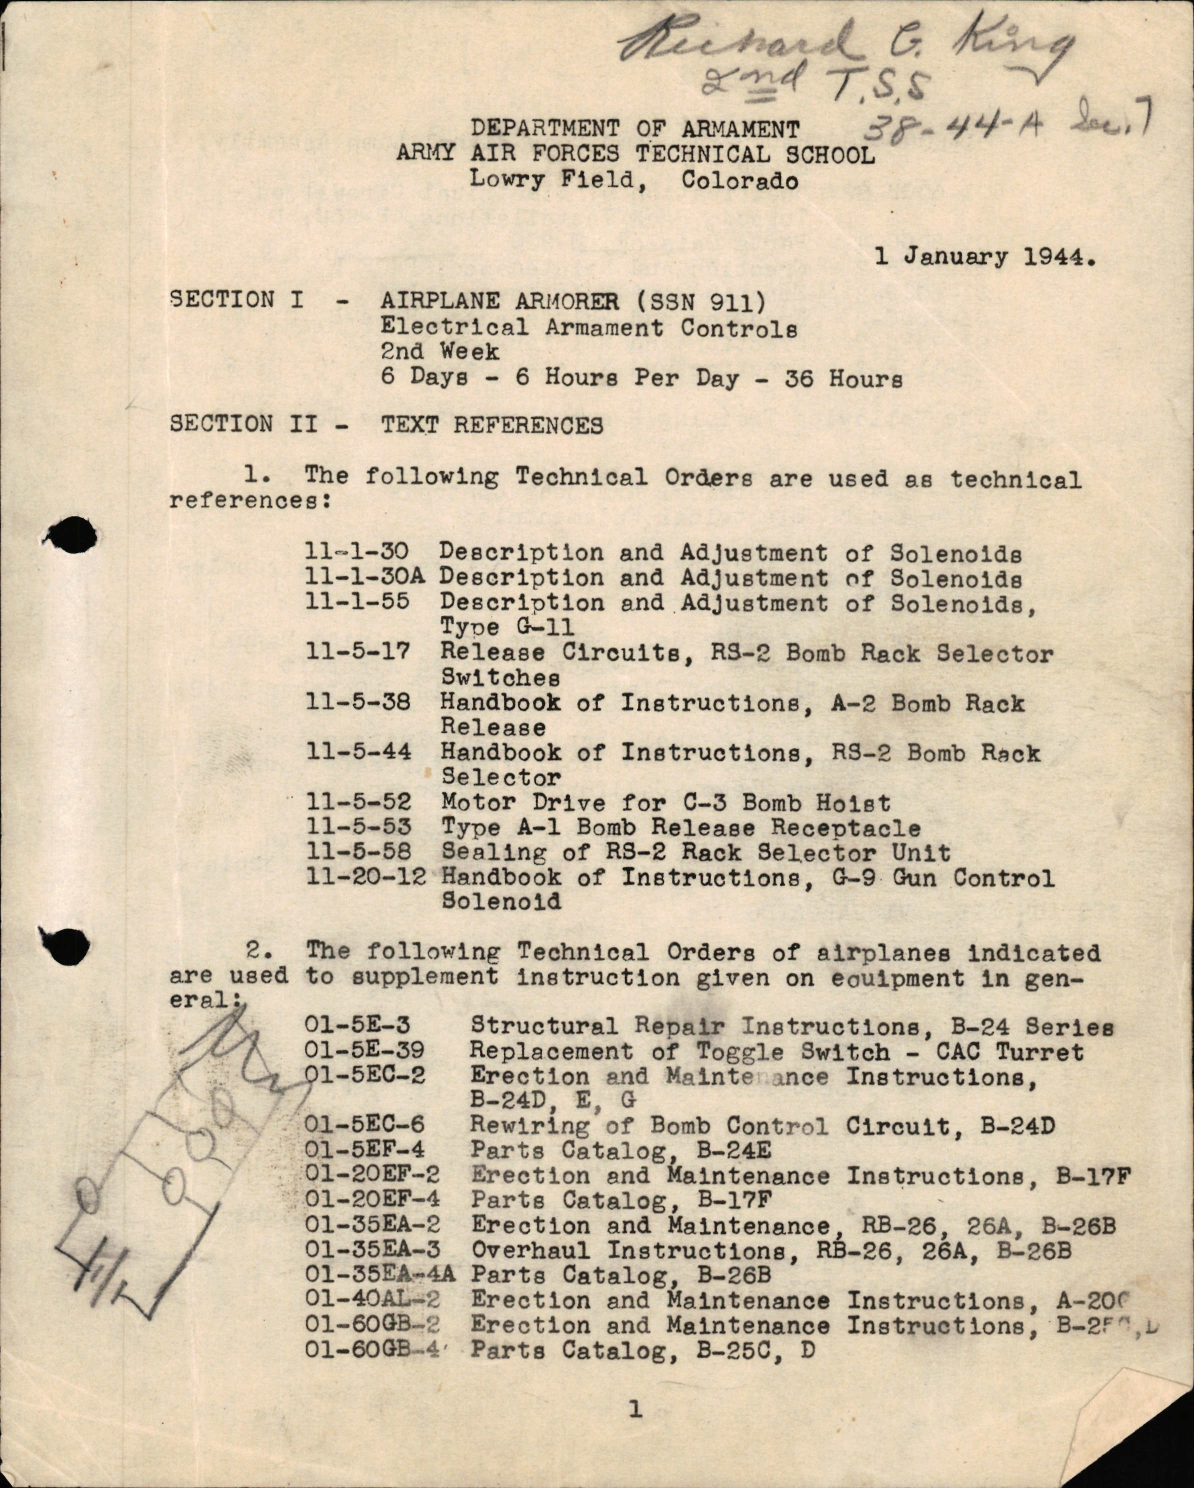 Richard G. King
2nd T.S.S
38-44-A Sec. 7
DEPARTMENT OF ARMAMENT
ARMY AIR FORCES TECHNICAL SCHOOL
Lowry Field, Colorado
1 January 1944.
SECTION I - AIRPLANE ARMORER (SSN 911)
Electrical Armament Controls
2nd Week
6 Days - 6 Hours Per Day - 36 Hours
SECTION II - TEXT REFERENCES
1. The following Technical Orders are used as technical
references:
11-1-30 Description and Adjustment of Solenoids
11-1-30A Description and Adjustment of Solenoids
11-1-55 Description and Adjustment of Solenoids,
Type G-11
11-5-17 Release Circuits, RS-2 Bomb Rack Selector
Switches
11-5-38 Handbook of Instructions, A-2 Bomb Rack
Release
11-5-44 Handbook of Instructions, RS-2 Bomb Rack
Selector
11-5-52 Motor Drive for C-3 Bomb Hoist
11-5-53 Type A-1 Bomb Release Receptacle
11-5-58 Sealing of RS-2 Rack Selector Unit
11-20-12 Handbook of Instructions, G-9 Gun Control
Solenoid
2. The following Technical Orders of airplanes indicated
are used to supplement instruction given on equipment in gen-
eral:
01-5E-3 Structural Repair Instructions, B-24 Series
01-5E-39 Replacement of Toggle Switch - CAC Turret
01-5EC-2 Erection and Maintenance Instructions,
B-24D, E, G
01-5EC-6 Rewiring of Bomb Control Circuit, B-24D
01-5EF-4 Parts Catalog, B-24E
01-20EF-2 Erection and Maintenance Instructions, B-17F
01-20EF-4 Parts Catalog, B-17F
01-35EA-2 Erection and Maintenance, RB-26, 26A, B-26B
01-35EA-3 Overhaul Instructions, RB-26, 26A, B-26B
01-35EA-4A Parts Catalog, B-26B
01-40AL-2 Erection and Maintenance Instructions, A-20C
01-60GB-2 Erection and Maintenance Instructions, B-25C,D
01-60GB-4 Parts Catalog, B-25C, D
1